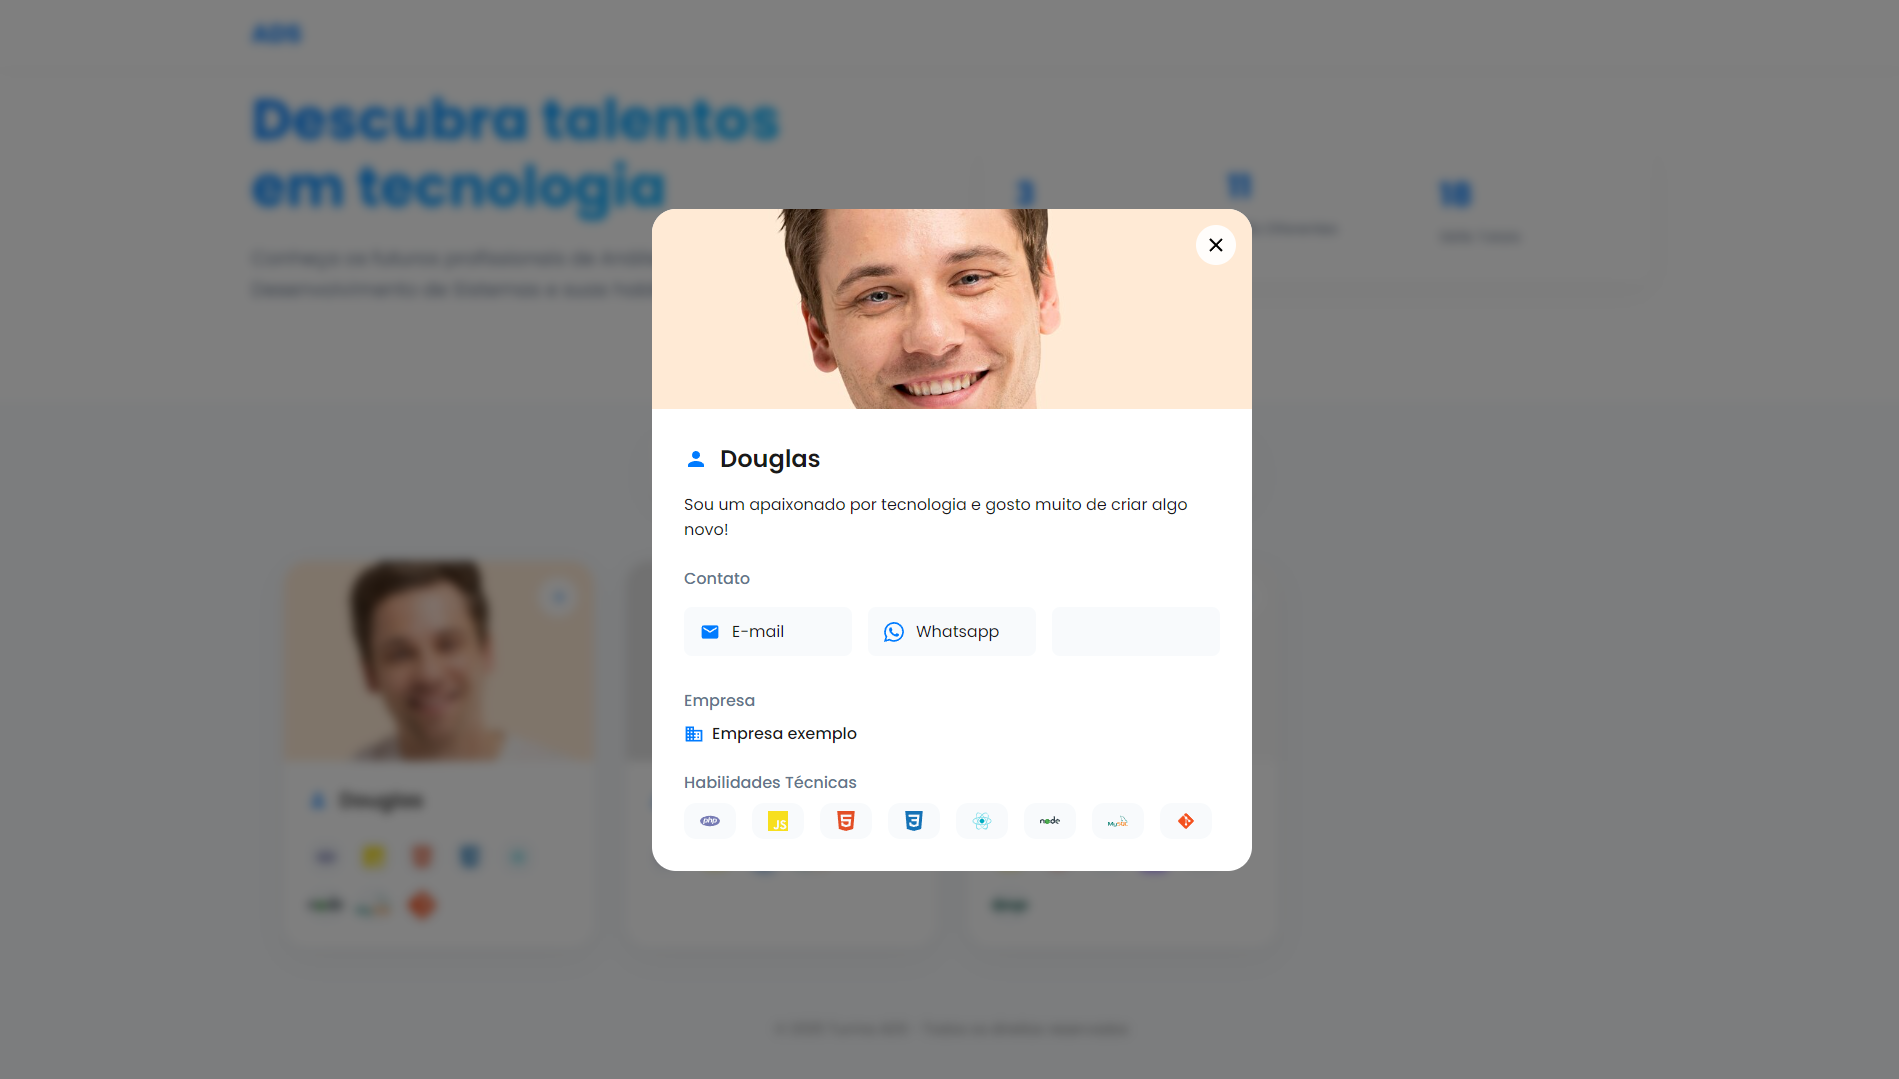 ADS
Descubra talentos
em tecnologia
3
11
18
Douglas
Sou um apaixonado por tecnologia e gosto muito de criar algo
novo!
Contato
E-mail
Whatsapp
Empresa
Empresa exemplo
Habilidades Técnicas
php
JS
node
MySQL
Douglas